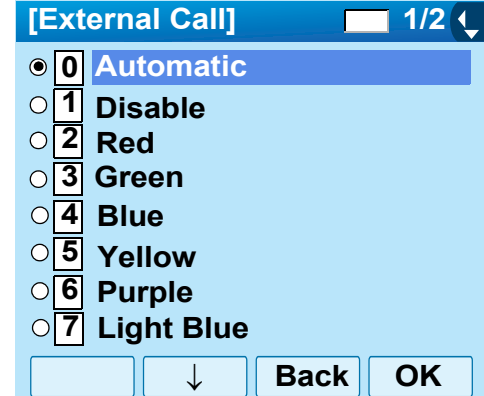 [External Call] 1/2
0 Automatic
1 Disable
2 Red
3 Green
4 Blue
5 Yellow
6 Purple
7 Light Blue
↓ Back OK